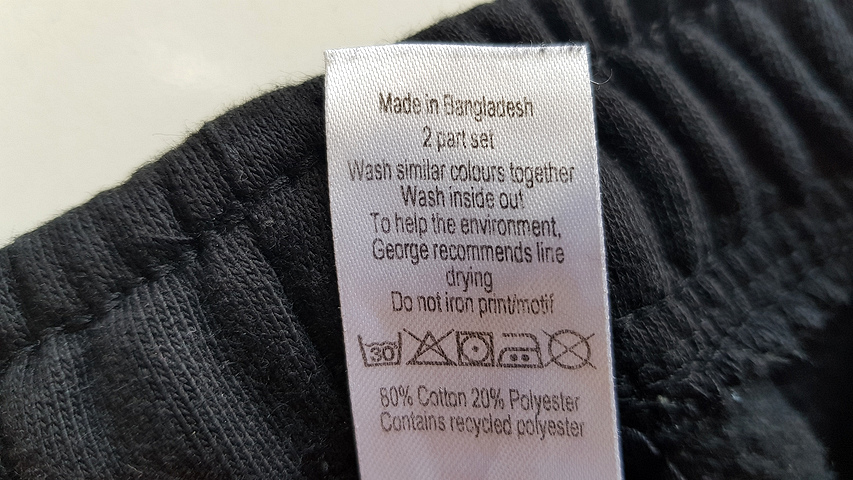 Made in Bangladesh
2 part set
Wash similar colours together
Wash inside out
To help the environment,
George recommends line
drying
Do not iron print/motif
30
80% Cotton 20% Polyester
Contains recycled polyester